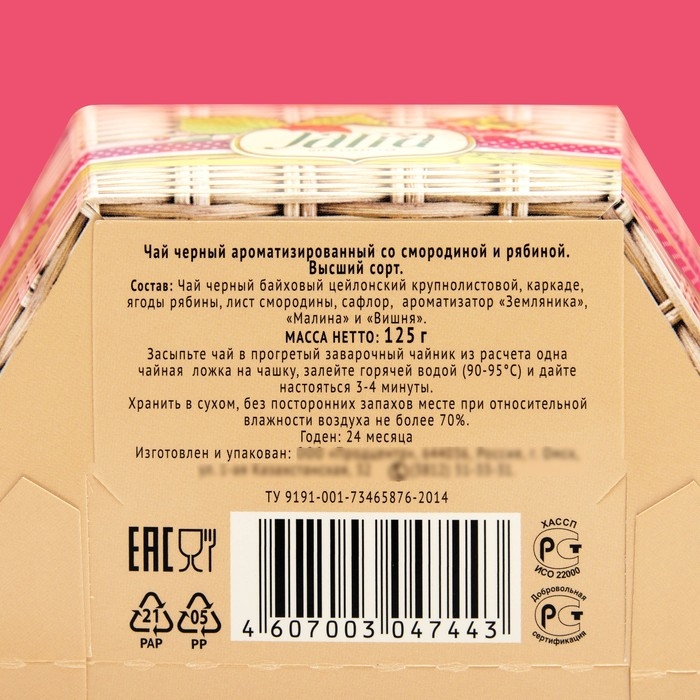 Jalia
Чай черный ароматизированный со смородиной и рябиной.
Высший сорт.
Состав: Чай черный байховый цейлонский крупнолистовой, каркаде,
ягоды рябины, лист смородины, сафлор, ароматизатор «Земляника»,
«Малина» и «Вишня».
МАССА НЕТТО: 125 г
Засыпьте чай в прогретый заварочный чайник из расчета одна
чайная ложка на чашку, залейте горячей водой (90-95°C) и дайте
настояться 3-4 минуты.
Хранить в сухом, без посторонних запахов месте при относительной
влажности воздуха не более 70%.
Годен: 24 месяца
Изготовлен и упакован:
ТУ 9191-001-73465876-2014
EAC
21
PAP
05
PP
4 607003 047443
ХАССП
РСТ
ИСО 22000
Добровольная
РСТ
сертификация